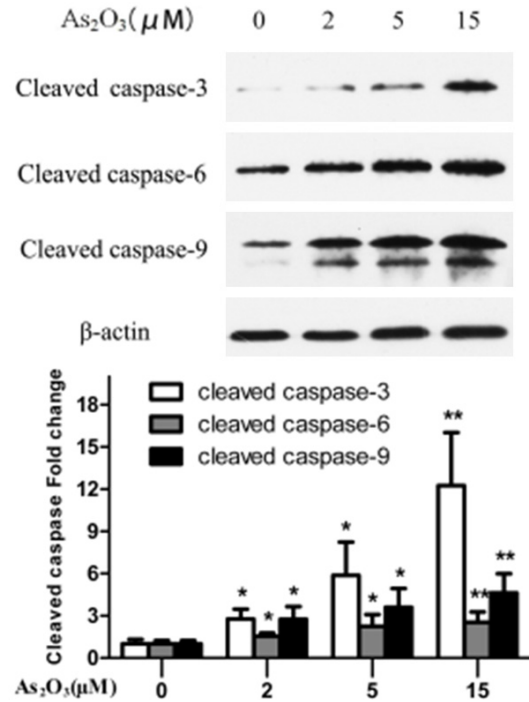 As₂O₃(μM) 0 2 5 15
Cleaved caspase-3
Cleaved caspase-6
Cleaved caspase-9
β-actin
cleaved caspase-3
cleaved caspase-6
cleaved caspase-9
Cleaved caspase Fold change
18
15
12
9
6
3
0
* * *
* * *
** ** **
As₂O₃(μM) 0 2 5 15